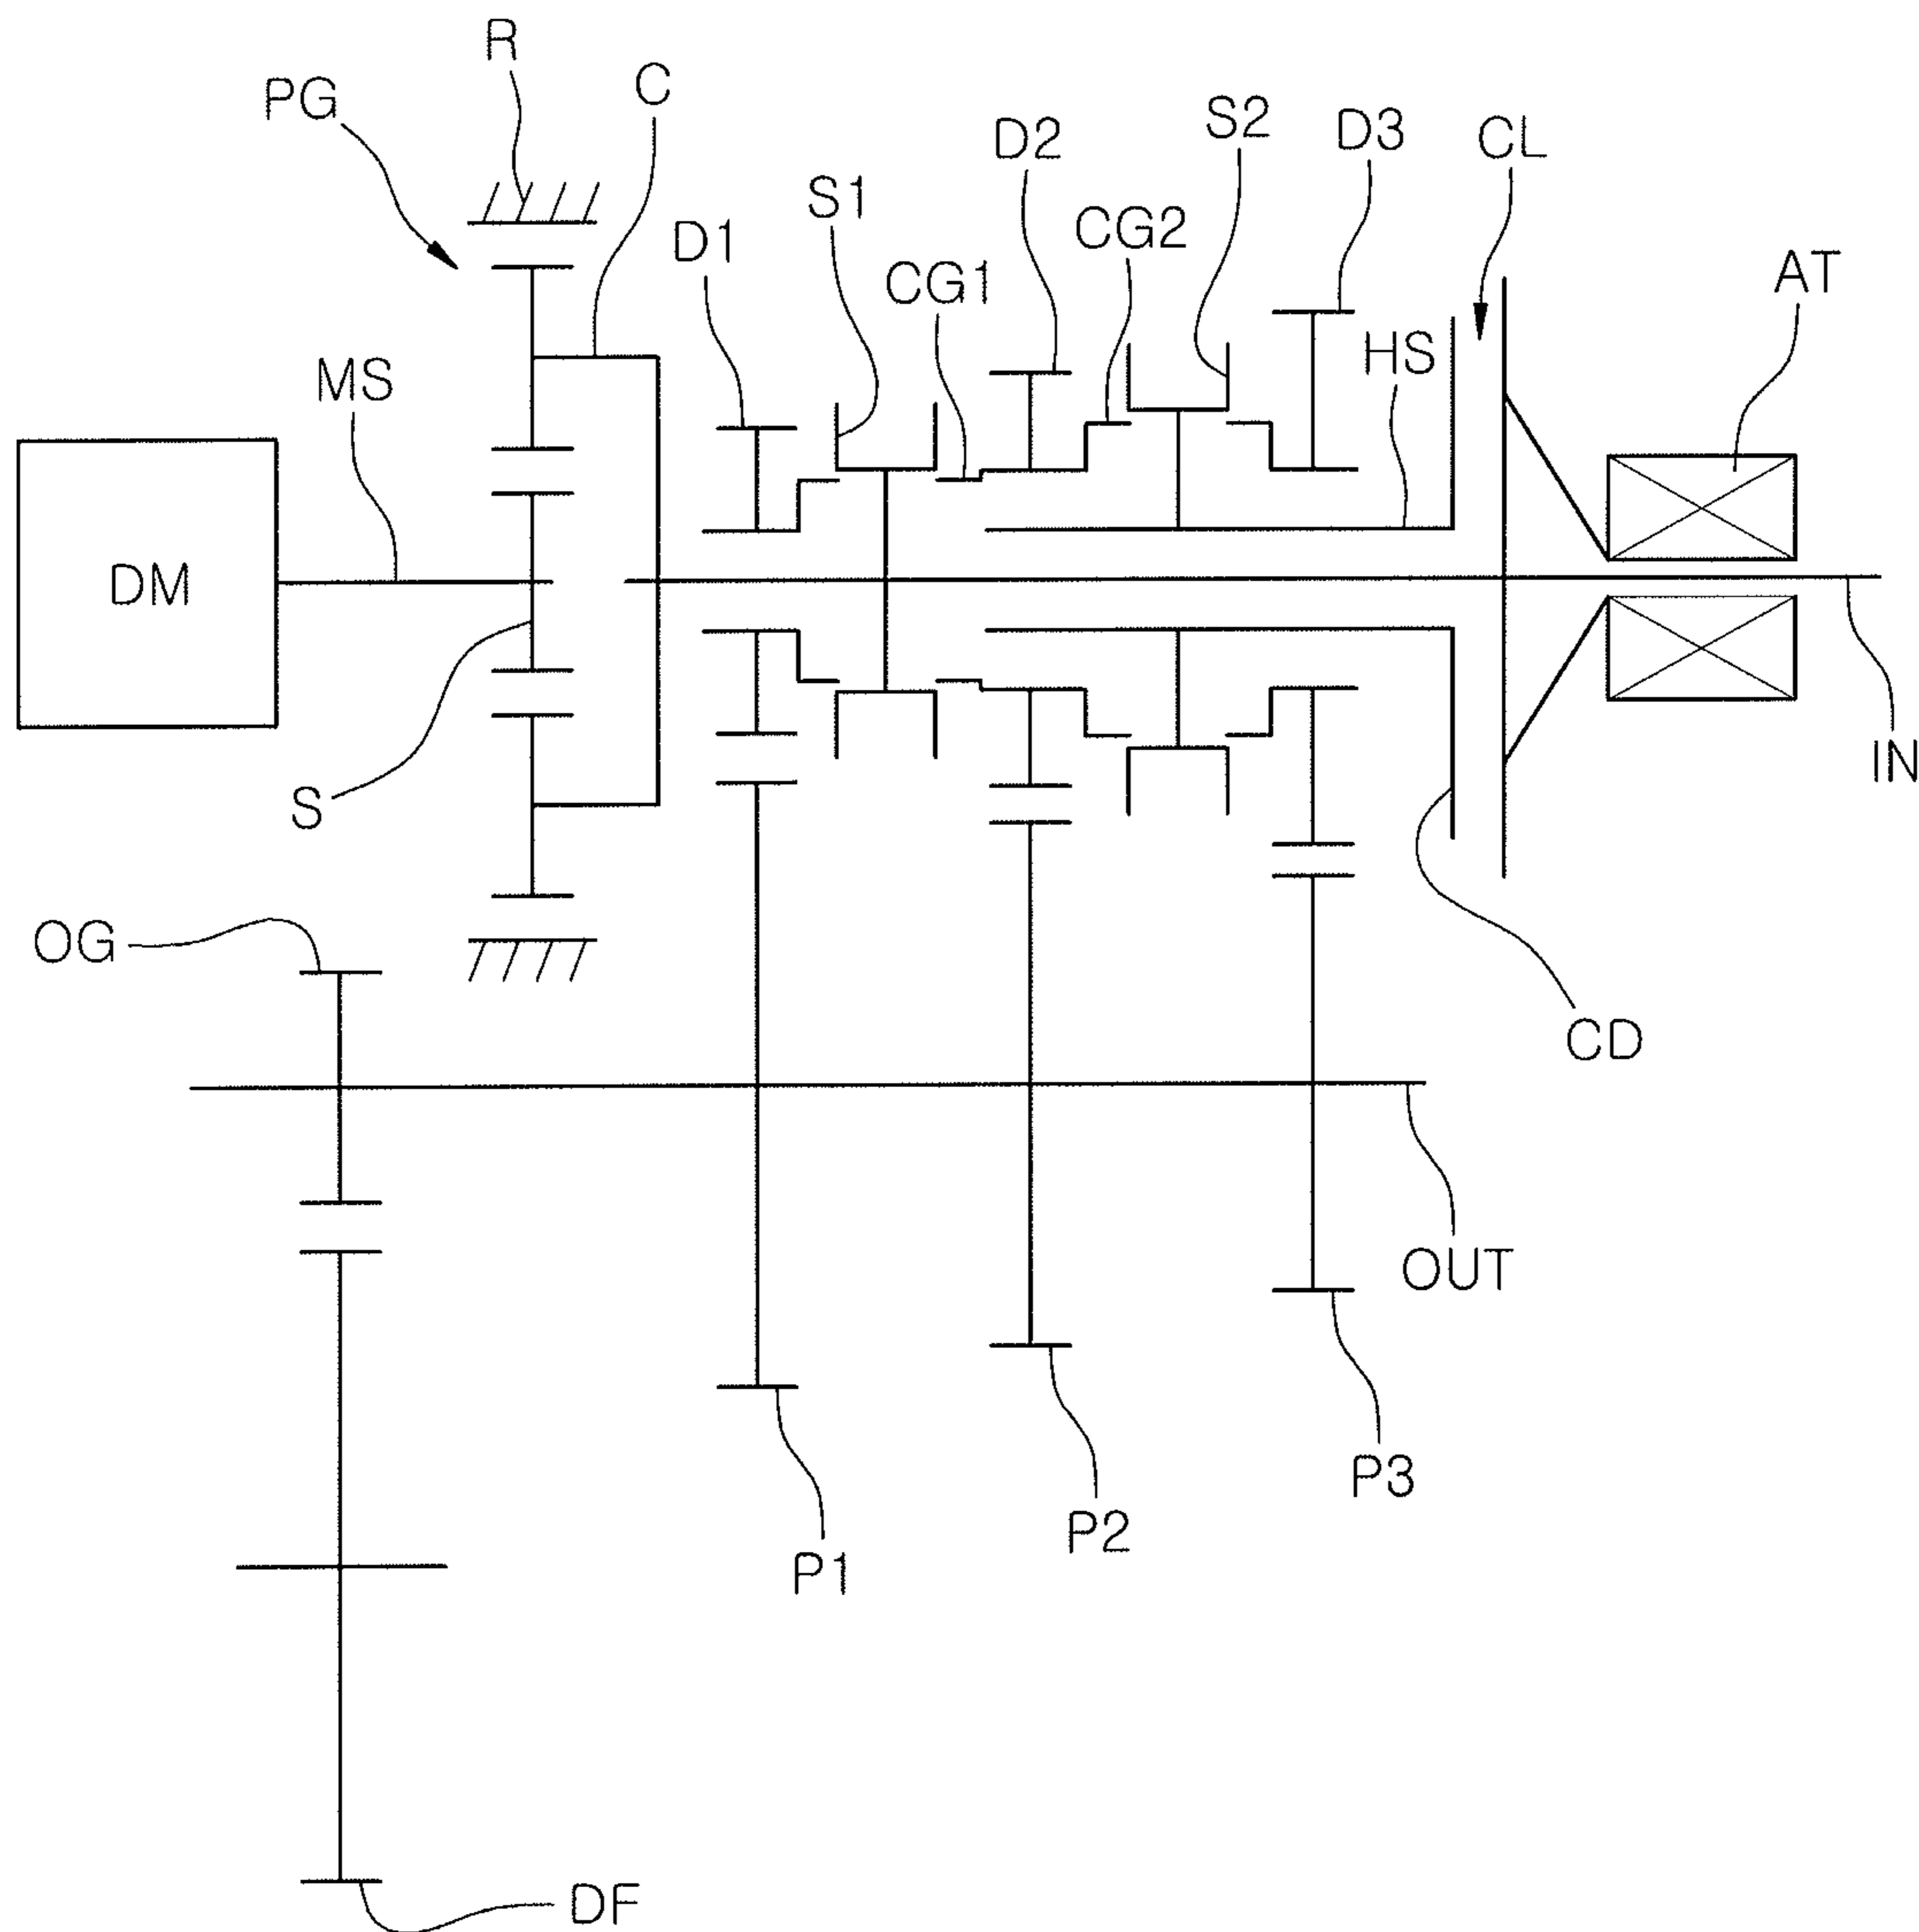 R
PG
C
D2
S2
D3
CL
S1
D1
CG2
CG1
AT
HS
MS
DM
S
IN
OG
CD
OUT
P3
P2
P1
DF